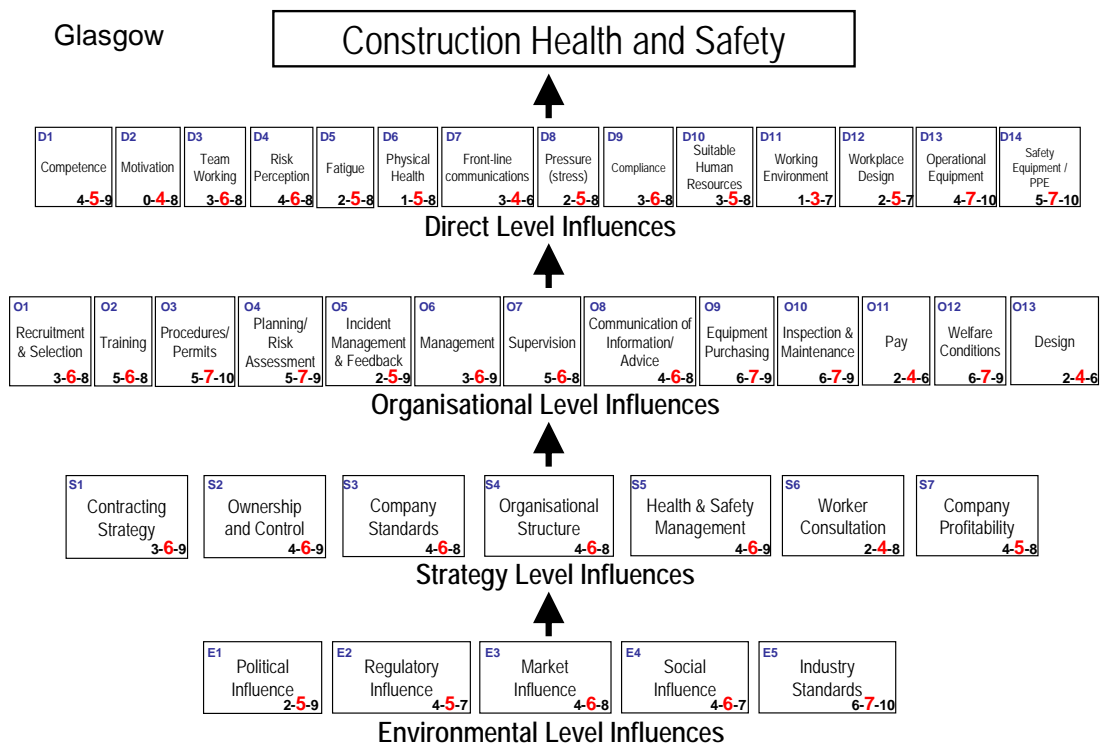 Glasgow
Construction Health and Safety
D1
Competence
4-5-9
D2
Motivation
0-4-8
D3
Team
Working
3-6-8
D4
Risk
Perception
4-6-8
D5
Fatigue
2-5-8
D6
Physical
Health
1-5-8
D7
Front-line
communications
3-4-6
D8
Pressure
(stress)
2-5-8
D9
Compliance
3-6-8
D10
Suitable
Human
Resources
3-5-8
D11
Working
Environment
1-3-7
D12
Workplace
Design
2-5-7
D13
Operational
Equipment
4-7-10
D14
Safety
Equipment /
PPE
5-7-10
Direct Level Influences
O1
Recruitment
& Selection
3-6-8
O2
Training
5-6-8
O3
Procedures/
Permits
5-7-10
O4
Planning/
Risk
Assessment
5-7-9
O5
Incident
Management
& Feedback
2-5-9
O6
Management
3-6-9
O7
Supervision
5-6-8
O8
Communication of
Information/
Advice
4-6-8
O9
Equipment
Purchasing
6-7-9
O10
Inspection &
Maintenance
6-7-9
O11
Pay
2-4-6
O12
Welfare
Conditions
6-7-9
O13
Design
2-4-6
Organisational Level Influences
S1
Contracting
Strategy
3-6-9
S2
Ownership
and Control
4-6-9
S3
Company
Standards
4-6-8
S4
Organisational
Structure
4-6-8
S5
Health & Safety
Management
4-6-9
S6
Worker
Consultation
2-4-8
S7
Company
Profitability
4-5-8
Strategy Level Influences
E1
Political
Influence
2-5-9
E2
Regulatory
Influence
4-5-7
E3
Market
Influence
4-6-8
E4
Social
Influence
4-6-7
E5
Industry
Standards
6-7-10
Environmental Level Influences